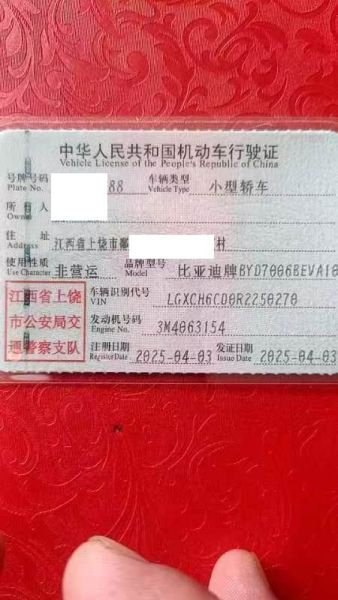 中华人民共和国机动车行驶证
Vehicle License of the People's Republic of China
号牌号码 88 车辆类型 小型轿车
Plate No. Vehicle Type
所有人
Owner
住址 江西省上饶市鄱 村
Address
使用性质 非营运 品牌型号 比亚迪牌BYD7006BEVA10
Use Character Model
江西省上饶
市公安局交
通警察支队
车辆识别代号 LGXCH6CD0R2250270
VIN
发动机号码 3M4063154
Engine No.
注册日期 2025-04-03 发证日期 2025-04-03
Register Date Issue Date